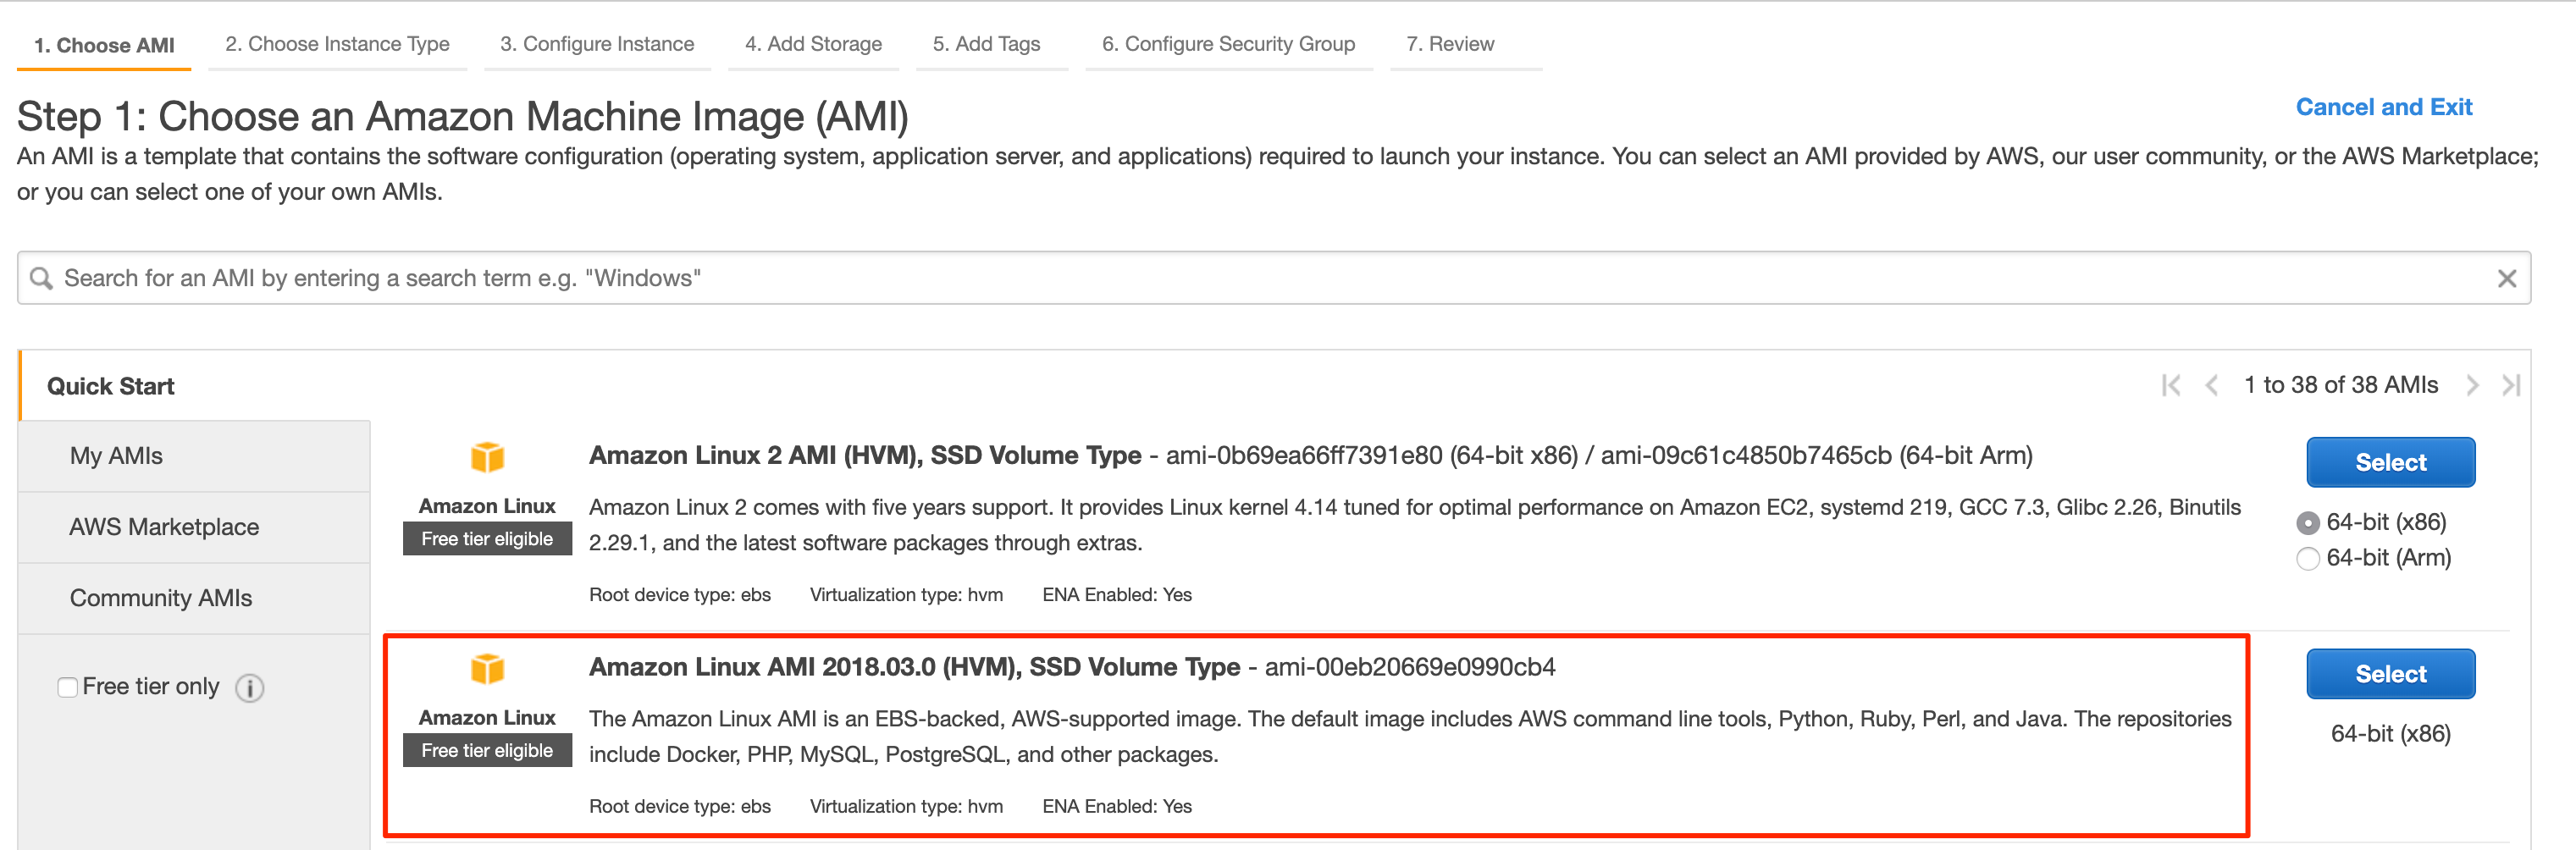 1. Choose AMI 2. Choose Instance Type 3. Configure Instance 4. Add Storage 5. Add Tags 6. Configure Security Group 7. Review
Step 1: Choose an Amazon Machine Image (AMI)
Cancel and Exit
An AMI is a template that contains the software configuration (operating system, application server, and applications) required to launch your instance. You can select an AMI provided by AWS, our user community, or the AWS Marketplace;
or you can select one of your own AMIs.
Search for an AMI by entering a search term e.g. "Windows"
Quick Start
1 to 38 of 38 AMIs
My AMIs
AWS Marketplace
Community AMIs
Free tier only
Amazon Linux
Free tier eligible
Amazon Linux 2 AMI (HVM), SSD Volume Type - ami-0b69ea66ff7391e80 (64-bit x86) / ami-09c61c4850b7465cb (64-bit Arm)
Amazon Linux 2 comes with five years support. It provides Linux kernel 4.14 tuned for optimal performance on Amazon EC2, systemd 219, GCC 7.3, Glibc 2.26, Binutils
2.29.1, and the latest software packages through extras.
Root device type: ebs Virtualization type: hvm ENA Enabled: Yes
Select
64-bit (x86)
64-bit (Arm)
Amazon Linux
Free tier eligible
Amazon Linux AMI 2018.03.0 (HVM), SSD Volume Type - ami-00eb20669e0990cb4
The Amazon Linux AMI is an EBS-backed, AWS-supported image. The default image includes AWS command line tools, Python, Ruby, Perl, and Java. The repositories
include Docker, PHP, MySQL, PostgreSQL, and other packages.
Root device type: ebs Virtualization type: hvm ENA Enabled: Yes
Select
64-bit (x86)